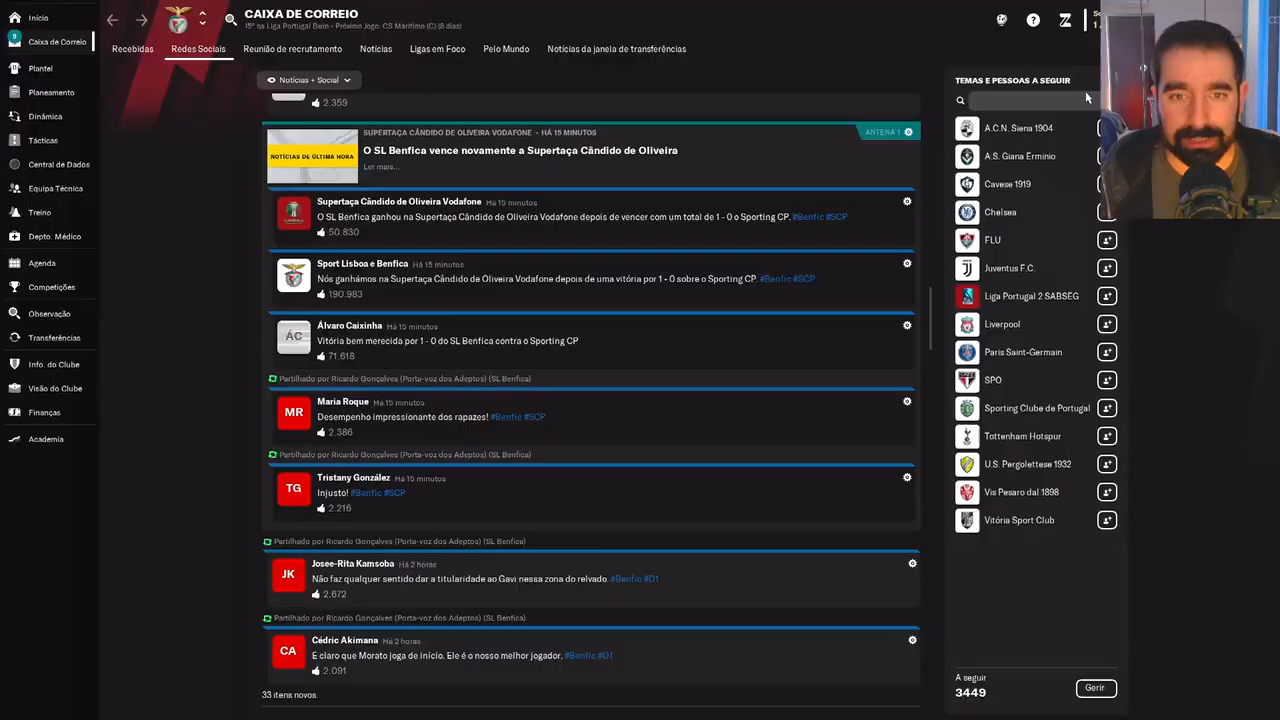 Início
9
Caixa de Correio
Plantel
Planeamento
Dinâmica
Tácticas
Central de Dados
Equipa Técnica
Treino
Depto. Médico
Agenda
Competições
Observação
Transferências
Info. do Clube
Visão do Clube
Finanças
Academia
CAIXA DE CORREIO
15º na Liga Portugal Bwin - Próximo Jogo: CS Marítimo (C) (8 dias)
Recebidas
Redes Sociais
Reunião de recrutamento
Notícias
Ligas em Foco
Pelo Mundo
Notícias da janela de transferências
Notícias + Social
2.359
SUPERTAÇA CÂNDIDO DE OLIVEIRA VODAFONE - HÁ 15 MINUTOS
ANTENA 1
NOTÍCIAS DE ÚLTIMA HORA
O SL Benfica vence novamente a Supertaça Cândido de Oliveira
Ler mais...
Supertaça Cândido de Oliveira Vodafone Há 15 minutos
O SL Benfica ganhou na Supertaça Cândido de Oliveira Vodafone depois de vencer com um total de 1 - 0 o Sporting CP. #Benfic #SCP
50.830
Sport Lisboa e Benfica Há 15 minutos
Nós ganhámos na Supertaça Cândido de Oliveira Vodafone depois de uma vitória por 1 - 0 sobre o Sporting CP. #Benfic #SCP
190.983
ÁC
Álvaro Caixinha Há 15 minutos
Vitória bem merecida por 1 - 0 do SL Benfica contra o Sporting CP
71.618
Partilhado por Ricardo Gonçalves (Porta-voz dos Adeptos) (SL Benfica)
MR
Maria Roque Há 15 minutos
Desempenho impressionante dos rapazes! #Benfic #SCP
2.386
Partilhado por Ricardo Gonçalves (Porta-voz dos Adeptos) (SL Benfica)
TG
Tristany González Há 15 minutos
Injusto! #Benfic #SCP
2.216
Partilhado por Ricardo Gonçalves (Porta-voz dos Adeptos) (SL Benfica)
JK
Josee-Rita Kamsoba Há 2 horas
Não faz qualquer sentido dar a titularidade ao Gavi nessa zona do relvado. #Benfic #D1
2.672
Partilhado por Ricardo Gonçalves (Porta-voz dos Adeptos) (SL Benfica)
CA
Cédric Akimana Há 2 horas
É claro que Morato joga de início. Ele é o nosso melhor jogador. #Benfic #D1
2.091
33 itens novos.
TEMAS E PESSOAS A SEGUIR
A.C.N. Siena 1904
A.S. Giana Erminio
Cavese 1919
Chelsea
FLU
Juventus F.C.
Liga Portugal 2 SABSEG
Liverpool
Paris Saint-Germain
SPO
Sporting Clube de Portugal
Tottenham Hotspur
U.S. Pergolettese 1932
Vis Pesaro dal 1898
Vitória Sport Club
A seguir
3449
Gerir